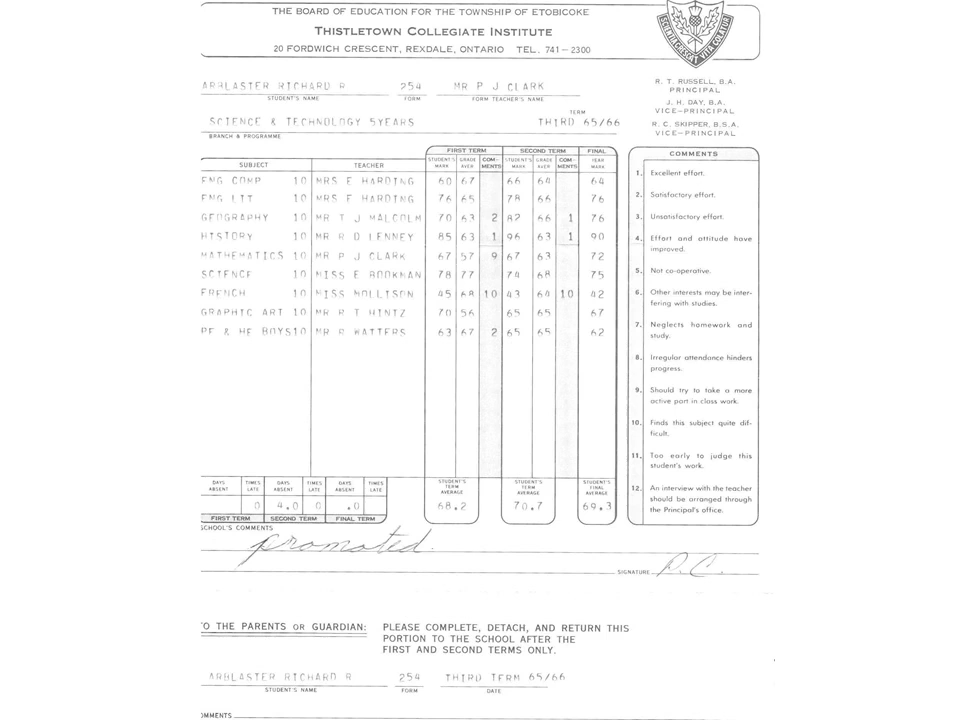 THE BOARD OF EDUCATION FOR THE TOWNSHIP OF ETOBICOKE
THISTLETOWN COLLEGIATE INSTITUTE
20 FORDWICH CRESCENT, REXDALE, ONTARIO TEL. 741-2300
R. T. RUSSELL, B.A.
PRINCIPAL
J. H. DAY, B.A.
VICE-PRINCIPAL
R. C. SKIPPER, B.S.A.
VICE-PRINCIPAL
ARBLASTER RICHARD R 254 MR P J CLARK
STUDENT'S NAME FORM FORM TEACHER'S NAME
TERM
SCIENCE & TECHNOLOGY 5YEARS THIRD 65/66
BRANCH & PROGRAMME
FIRST TERM SECOND TERM FINAL
SUBJECT TEACHER STUDENT'S MARK GRADE AVER COM-MENTS STUDENT'S MARK GRADE AVER COM-MENTS YEAR MARK
ENG COMP 10 MRS E HARDING 60 67 66 64 64
ENG LIT 10 MRS E HARDING 76 65 78 66 76
GEOGRAPHY 10 MR T J MALCOLM 70 63 2 82 66 1 76
HISTORY 10 MR R D LENNEY 85 63 1 96 63 1 90
MATHEMATICS 10 MR P J CLARK 67 57 9 67 63 72
SCIENCE 10 MISS E BOOKMAN 78 77 74 68 75
FRENCH 10 MISS MOLLISON 45 68 10 43 64 10 42
GRAPHIC ART 10 MR R T HINTZ 70 56 65 65 67
PE & HE BOYS10 MR R WATTERS 63 67 2 65 65 62
DAYS ABSENT TIMES LATE DAYS ABSENT TIMES LATE DAYS ABSENT TIMES LATE STUDENT'S TERM AVERAGE STUDENT'S TERM AVERAGE STUDENT'S FINAL AVERAGE
0 4.0 0 .0 68.2 70.7 69.3
FIRST TERM SECOND TERM FINAL TERM
COMMENTS
1. Excellent effort.
2. Satisfactory effort.
3. Unsatisfactory effort.
4. Effort and attitude have
improved.
5. Not co-operative.
6. Other interests may be inter-
fering with studies.
7. Neglects homework and
study.
8. Irregular attendance hinders
progress.
9. Should try to take a more
active part in class work.
10. Finds this subject quite dif-
ficult.
11. Too early to judge this
student's work.
12. An interview with the teacher
should be arranged through
the Principal's office.
SCHOOL'S COMMENTS
promoted.
SIGNATURE P.C.
TO THE PARENTS OR GUARDIAN: PLEASE COMPLETE, DETACH, AND RETURN THIS
PORTION TO THE SCHOOL AFTER THE
FIRST AND SECOND TERMS ONLY.
ARBLASTER RICHARD R 254 THIRD TERM 65/66
STUDENT'S NAME FORM DATE
OMMENTS